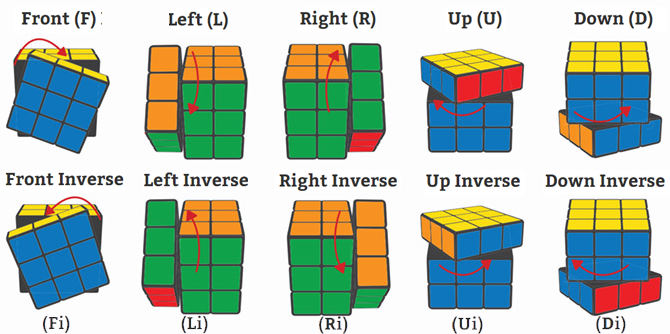 Front (F)
Left (L)
Right (R)
Up (U)
Down (D)
Front Inverse
Left Inverse
Right Inverse
Up Inverse
Down Inverse
(Fi)
(Li)
(Ri)
(Ui)
(Di)